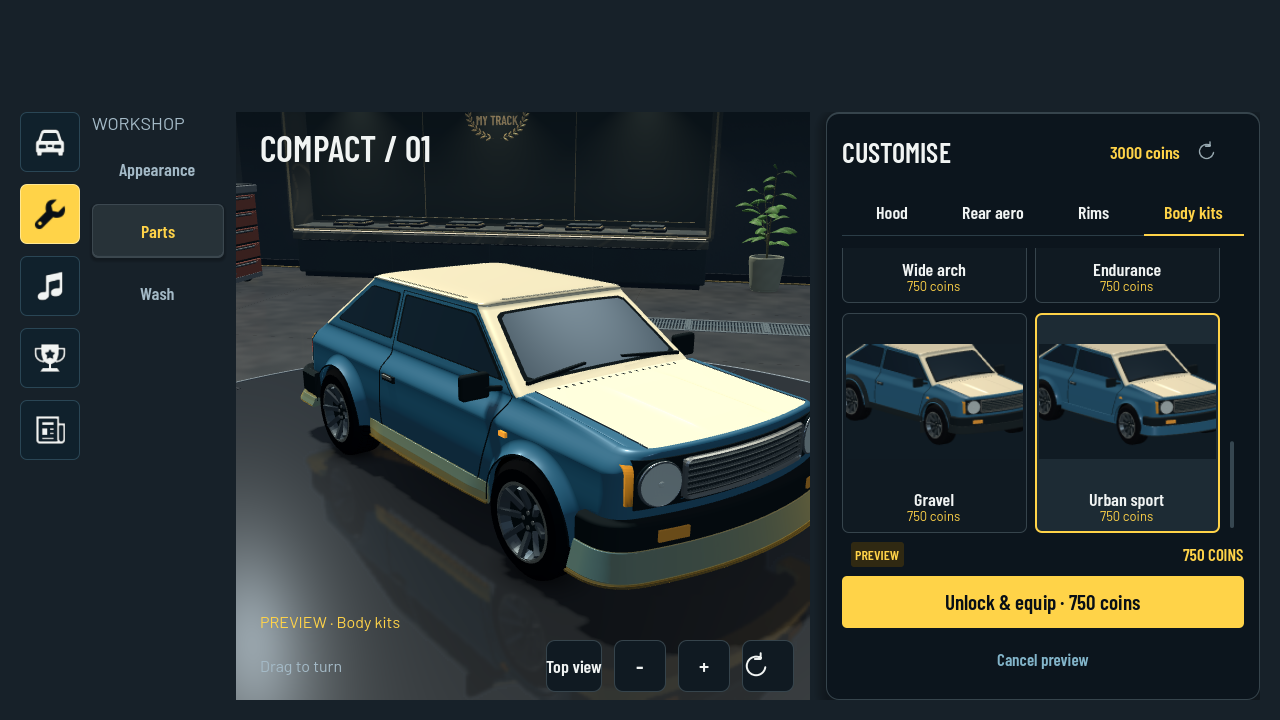 WORKSHOP
Appearance
Parts
Wash
MY TRACK
COMPACT / 01
PREVIEW · Body kits
Drag to turn
Top view
-
+
CUSTOMISE
3000 coins
Hood
Rear aero
Rims
Body kits
Wide arch
750 coins
Endurance
750 coins
Gravel
750 coins
Urban sport
750 coins
PREVIEW
750 COINS
Unlock & equip · 750 coins
Cancel preview